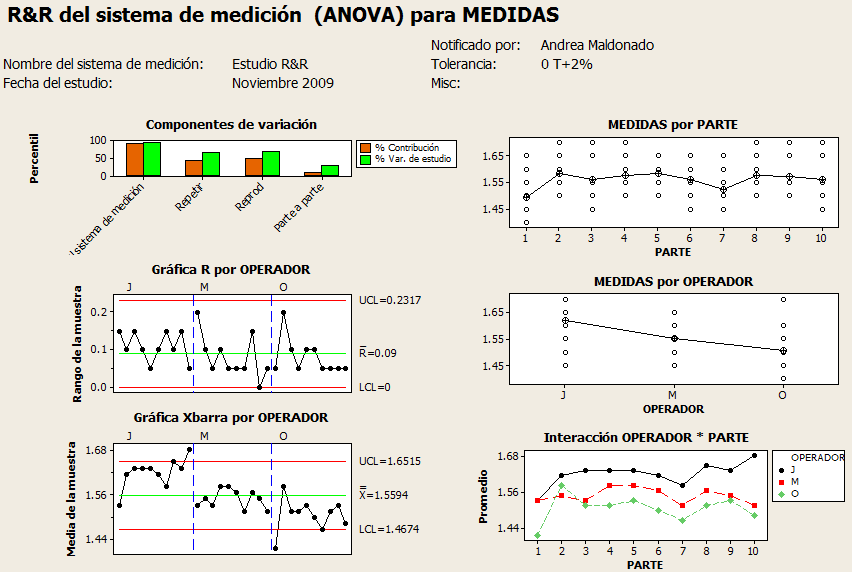 R&R del sistema de medición (ANOVA) para MEDIDAS
Notificado por: Andrea Maldonado
Nombre del sistema de medición: Estudio R&R
Tolerancia: 0 T+2%
Fecha del estudio: Noviembre 2009
Misc:
Componentes de variación
Percentil
100
50
0
% Contribución
% Var. de estudio
sistema de medición
Repetir
Reprod
Parte a parte
MEDIDAS por PARTE
1.65
1.55
1.45
1 2 3 4 5 6 7 8 9 10
PARTE
Gráfica R por OPERADOR
J M O
Rango de la muestra
0.2
0.1
0.0
UCL=0.2317
R=0.09
LCL=0
MEDIDAS por OPERADOR
1.65
1.55
1.45
J M O
OPERADOR
Gráfica Xbarra por OPERADOR
J M O
Media de la muestra
1.68
1.56
1.44
UCL=1.6515
X=1.5594
LCL=1.4674
Interacción OPERADOR * PARTE
Promedio
1.68
1.56
1.44
1 2 3 4 5 6 7 8 9 10
PARTE
OPERADOR
J
M
O